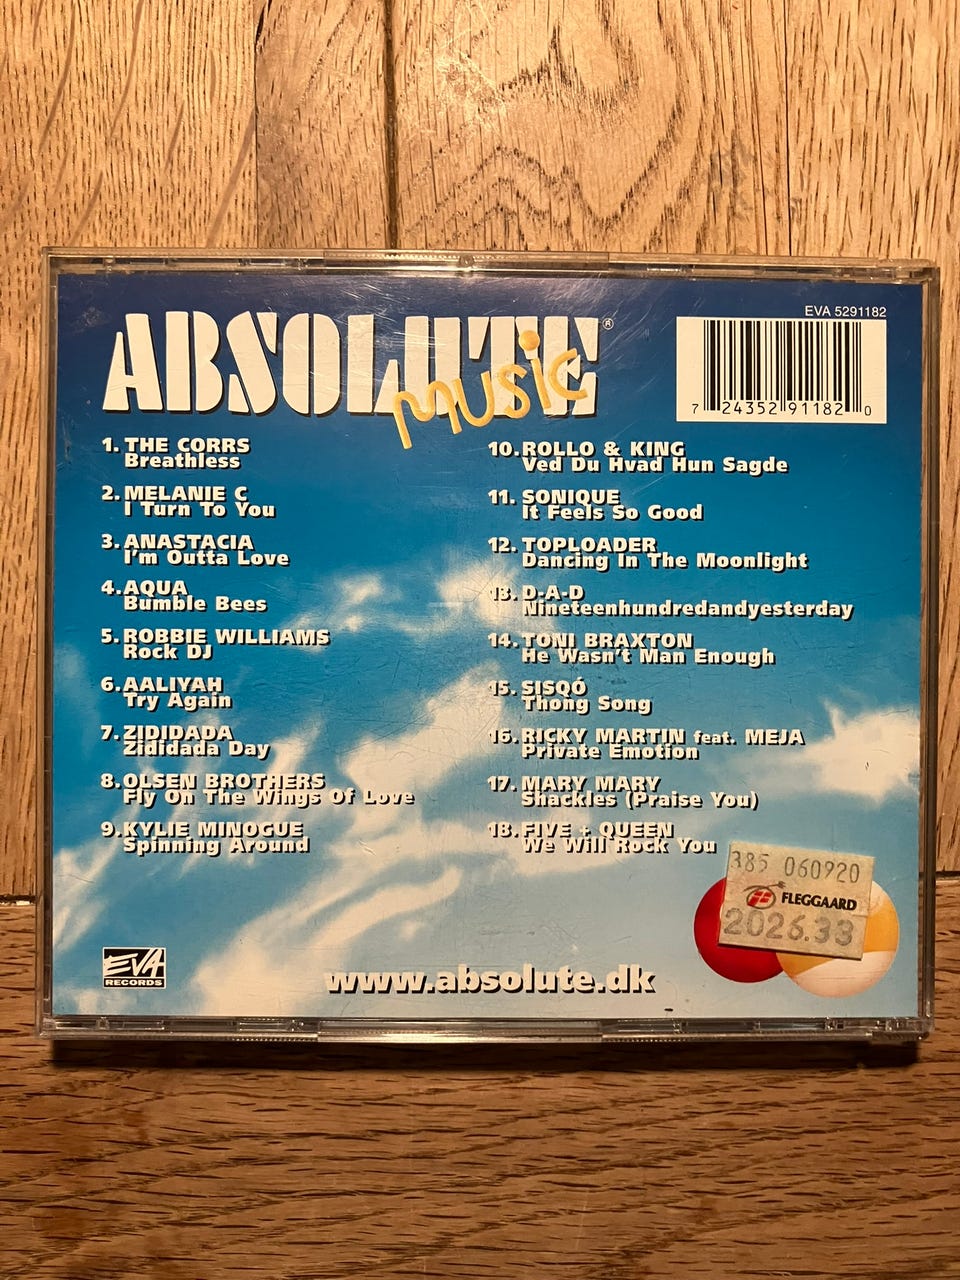 ABSOLUTE®
music
EVA 5291182
7 24352 91182 0
1. THE CORRS
Breathless
2. MELANIE C
I Turn To You
3. ANASTACIA
I'm Outta Love
4. AQUA
Bumble Bees
5. ROBBIE WILLIAMS
Rock DJ
6. AALIYAH
Try Again
7. ZIDIDADA
Zididada Day
8. OLSEN BROTHERS
Fly On The Wings Of Love
9. KYLIE MINOGUE
Spinning Around
10. ROLLO & KING
Ved Du Hvad Hun Sagde
11. SONIQUE
It Feels So Good
12. TOPLOADER
Dancing In The Moonlight
13. D-A-D
Nineteenhundredandyesterday
14. TONI BRAXTON
He Wasn't Man Enough
15. SISQÓ
Thong Song
16. RICKY MARTIN feat. MEJA
Private Emotion
17. MARY MARY
Shackles (Praise You)
18. FIVE + QUEEN
We Will Rock You
385 060920
FLEGGAARD
2026.33
EVA
RECORDS
www.absolute.dk